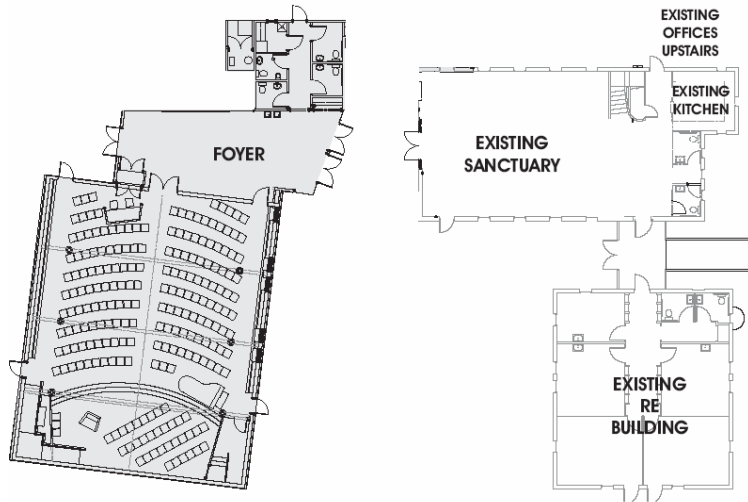 EXISTING
OFFICES
UPSTAIRS
EXISTING
KITCHEN
FOYER
EXISTING
SANCTUARY
EXISTING
RE
BUILDING